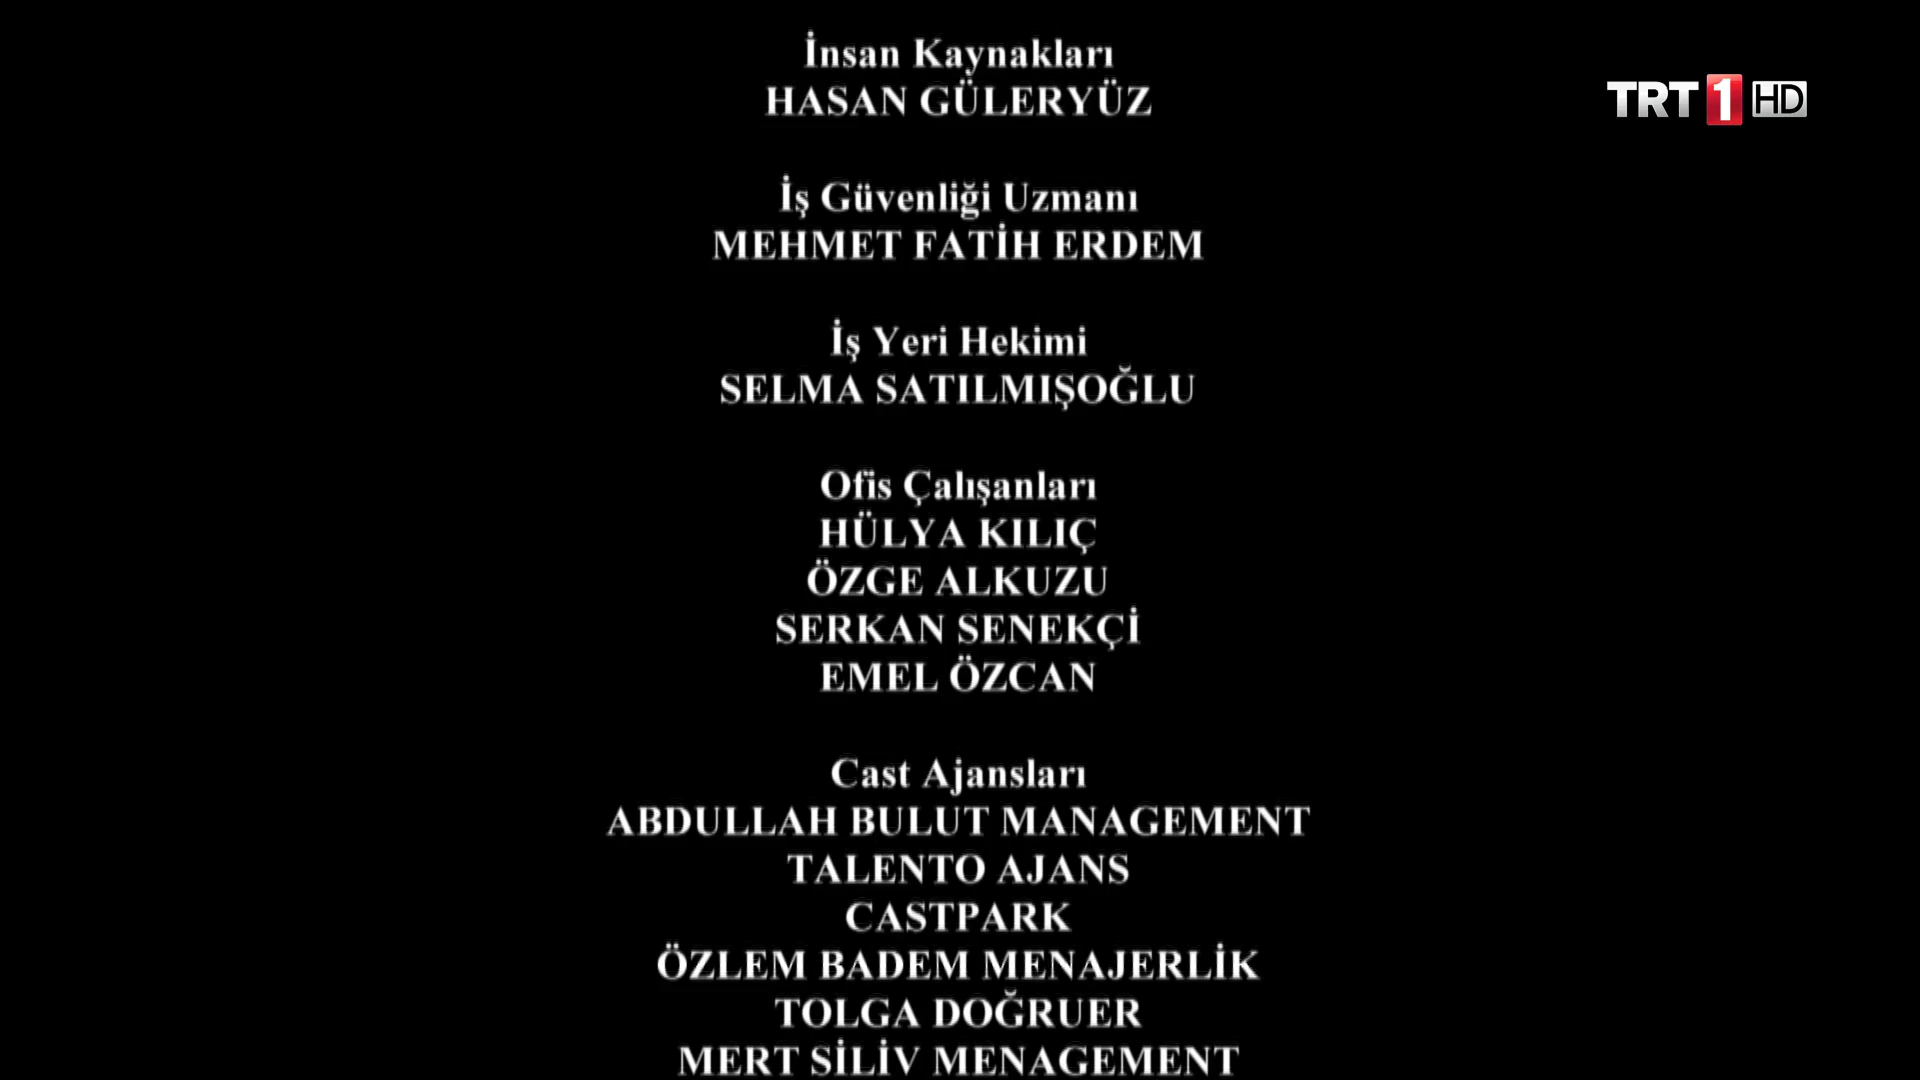 İnsan Kaynakları
HASAN GÜLERYÜZ
TRT 1 HD
İş Güvenliği Uzmanı
MEHMET FATİH ERDEM
İş Yeri Hekimi
SELMA SATILMIŞOĞLU
Ofis Çalışanları
HÜLYA KILIÇ
ÖZGE ALKUZU
SERKAN SENEKÇİ
EMEL ÖZCAN
Cast Ajansları
ABDULLAH BULUT MANAGEMENT
TALENTO AJANS
CASTPARK
ÖZLEM BADEM MENAJERLİK
TOLGA DOĞRUER
MERT SİLİV MENAGEMENT